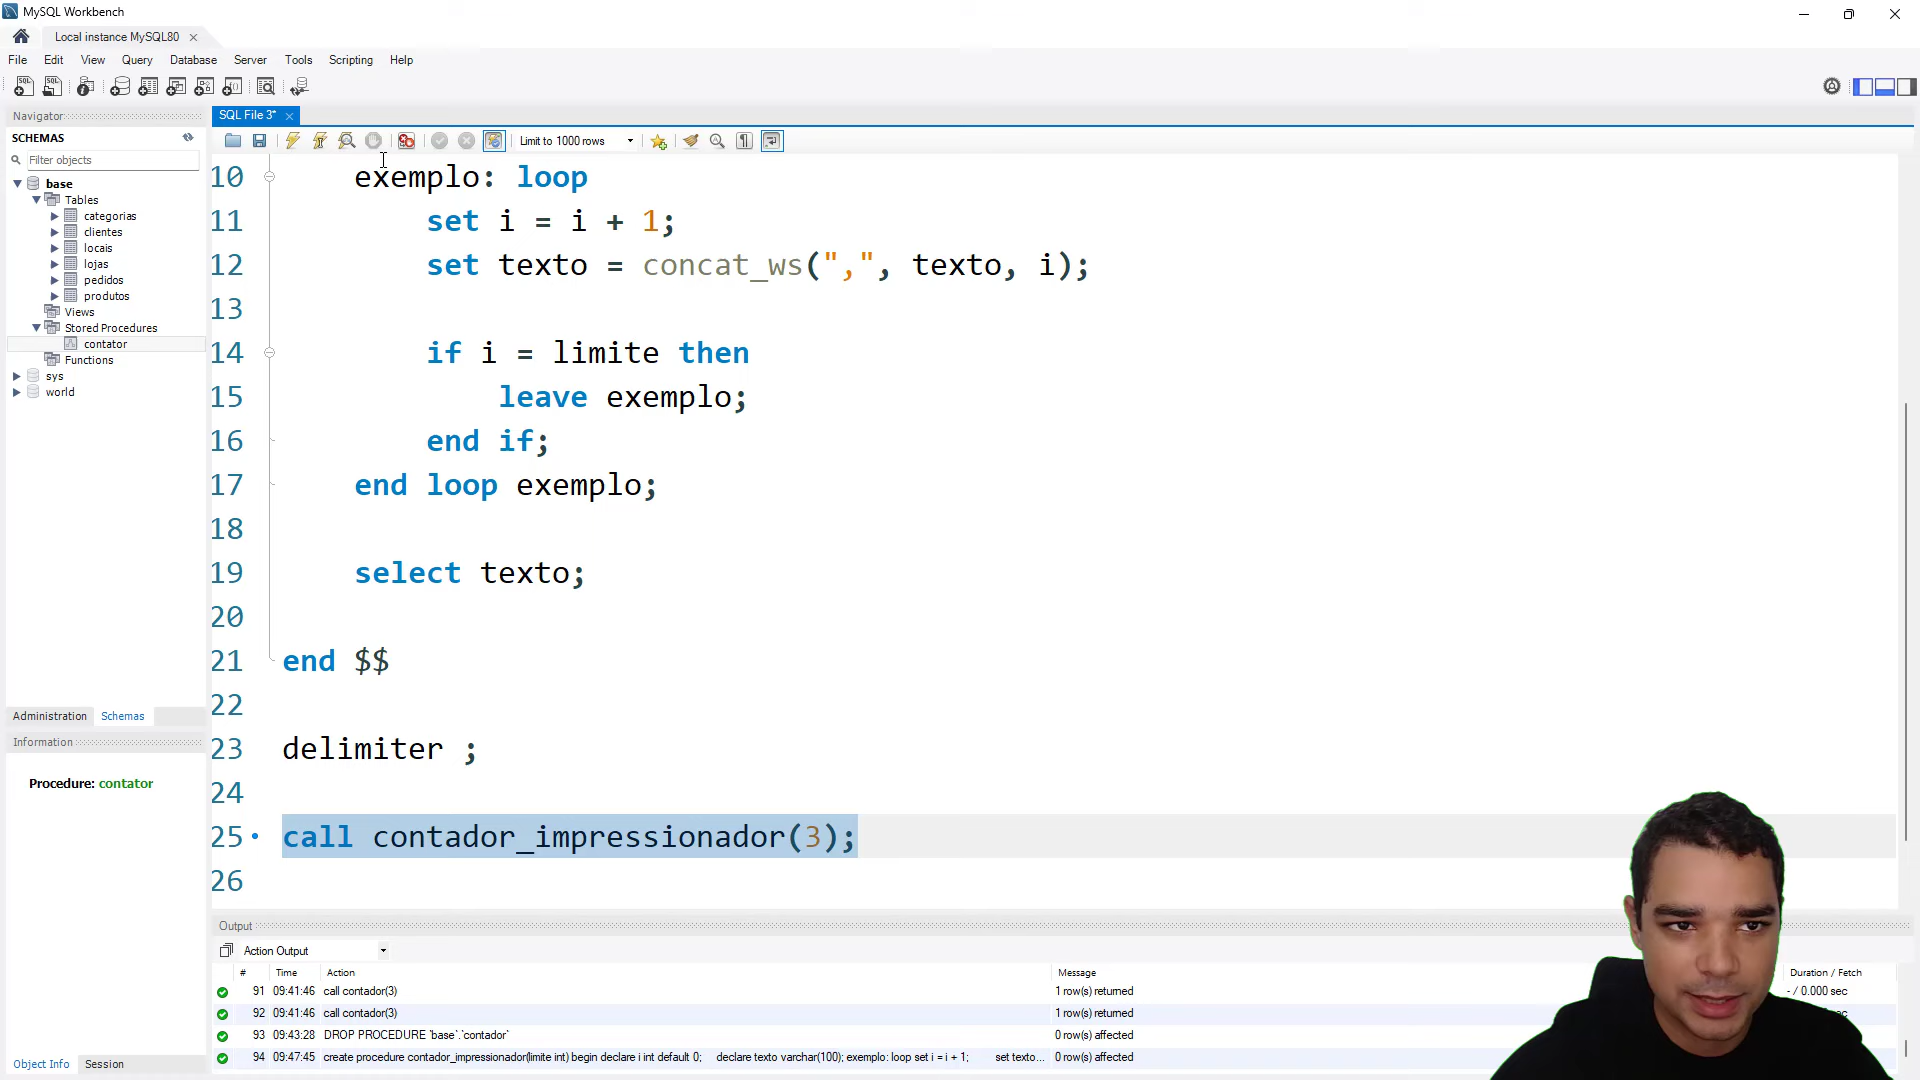 MySQL Workbench
Local instance MySQL80
File Edit View Query Database Server Tools Scripting Help
Navigator
SCHEMAS
Filter objects
base
Tables
categorias
clientes
locais
lojas
pedidos
produtos
Views
Stored Procedures
contator
Functions
sys
world
Administration Schemas
Information
Procedure: contator
Object Info Session
SQL File 3*
Limit to 1000 rows
10 exemplo: loop
11 set i = i + 1;
12 set texto = concat_ws(",", texto, i);
13
14 if i = limite then
15 leave exemplo;
16 end if;
17 end loop exemplo;
18
19 select texto;
20
21 end $$
22
23 delimiter ;
24
25 call contador_impressionador(3);
26
Output
Action Output
# Time Action Message Duration / Fetch
91 09:41:46 call contador(3) 1 row(s) returned - / 0.000 sec
92 09:41:46 call contador(3) 1 row(s) returned
93 09:43:28 DROP PROCEDURE `base`.`contador` 0 row(s) affected
94 09:47:45 create procedure contador_impressionador(limite int) begin declare i int default 0; declare texto varchar(100); exemplo: loop set i = i + 1; set texto... 0 row(s) affected